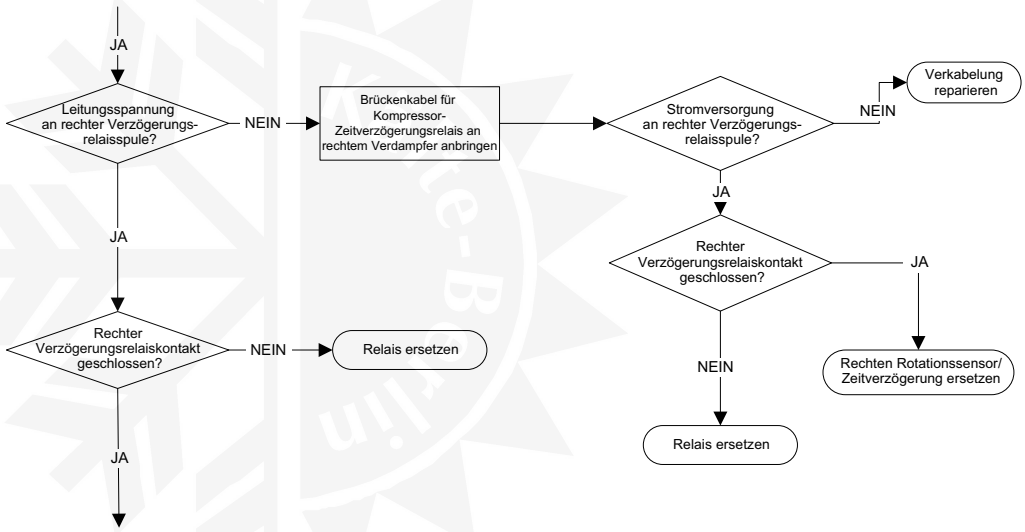 JA
Leitungsspannung
an rechter Verzögerungs-
relaisspule?
NEIN
Brückenkabel für
Kompressor-
Zeitverzögerungsrelais an
rechtem Verdampfer anbringen
Stromversorgung
an rechter Verzögerungs-
relaisspule?
NEIN
Verkabelung
reparieren
JA
Rechter
Verzögerungsrelaiskontakt
geschlossen?
JA
Rechten Rotationssensor/
Zeitverzögerung ersetzen
NEIN
Relais ersetzen
JA
Rechter
Verzögerungsrelaiskontakt
geschlossen?
NEIN
Relais ersetzen
JA
Kälte-Berlin